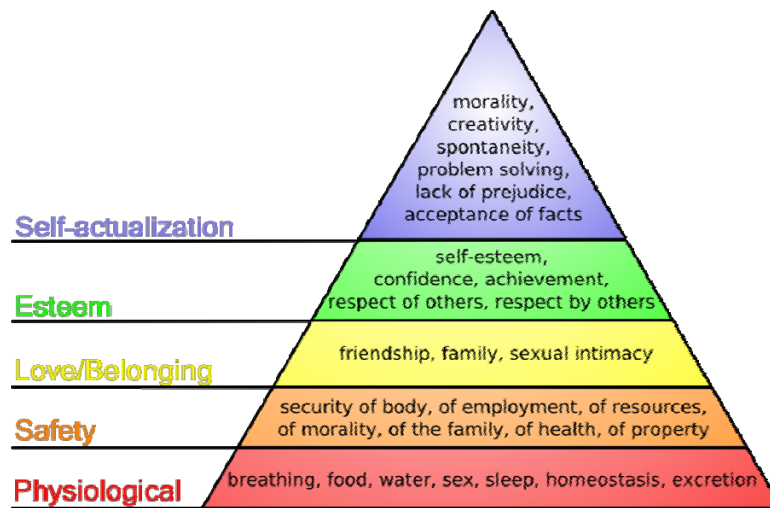 morality,
creativity,
spontaneity,
problem solving,
lack of prejudice,
acceptance of facts
Self-actualization
self-esteem,
confidence, achievement,
respect of others, respect by others
Esteem
friendship, family, sexual intimacy
Love/Belonging
security of body, of employment, of resources,
of morality, of the family, of health, of property
Safety
breathing, food, water, sex, sleep, homeostasis, excretion
Physiological